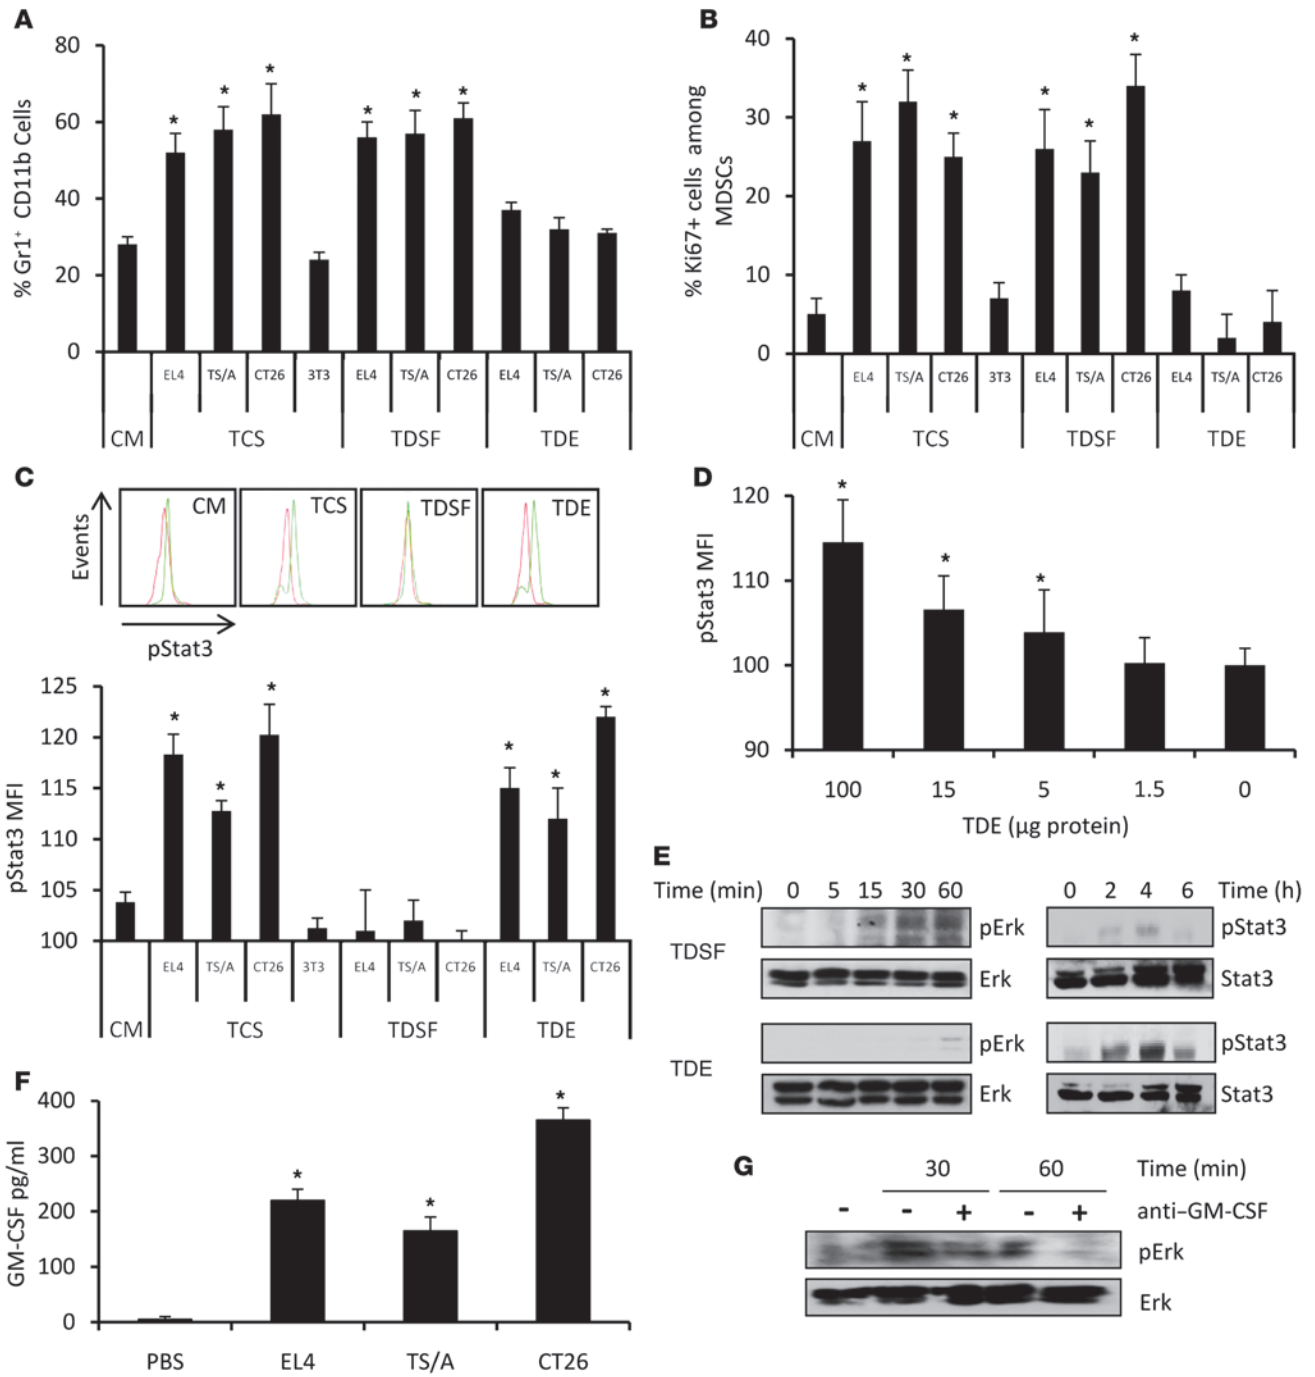 A
% Gr1+ CD11b Cells
80
60
40
20
0
EL4 TS/A CT26 3T3 EL4 TS/A CT26 EL4 TS/A CT26
CM TCS TDSF TDE
B
% Ki67+ cells among
MDSCs
40
30
20
10
0
EL4 TS/A CT26 3T3 EL4 TS/A CT26 EL4 TS/A CT26
CM TCS TDSF TDE
* * * * * *
* * * * * *
C
Events
CM TCS TDSF TDE
pStat3
pStat3 MFI
125
120
115
110
105
100
* * * * * *
EL4 TS/A CT26 3T3 EL4 TS/A CT26 EL4 TS/A CT26
CM TCS TDSF TDE
D
pStat3 MFI
120
110
100
90
* * *
100 15 5 1.5 0
TDE (µg protein)
E
Time (min) 0 5 15 30 60
0 2 4 6 Time (h)
TDSF
pErk
pStat3
Erk
Stat3
TDE
pErk
pStat3
Erk
Stat3
F
GM-CSF pg/ml
400
300
200
100
0
* * *
PBS EL4 TS/A CT26
G
30 60 Time (min)
- - + - + anti–GM-CSF
pErk
Erk